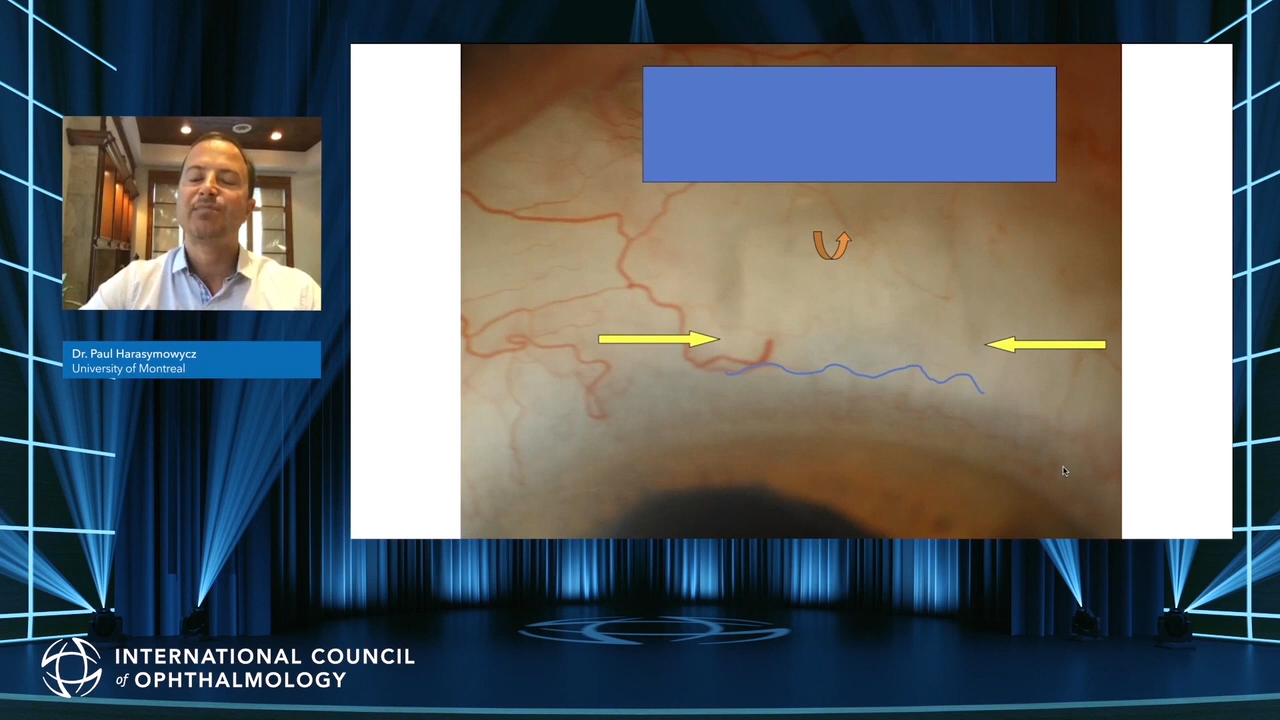 Dr. Paul Harasymowycz
University of Montreal
INTERNATIONAL COUNCIL
of OPHTHALMOLOGY